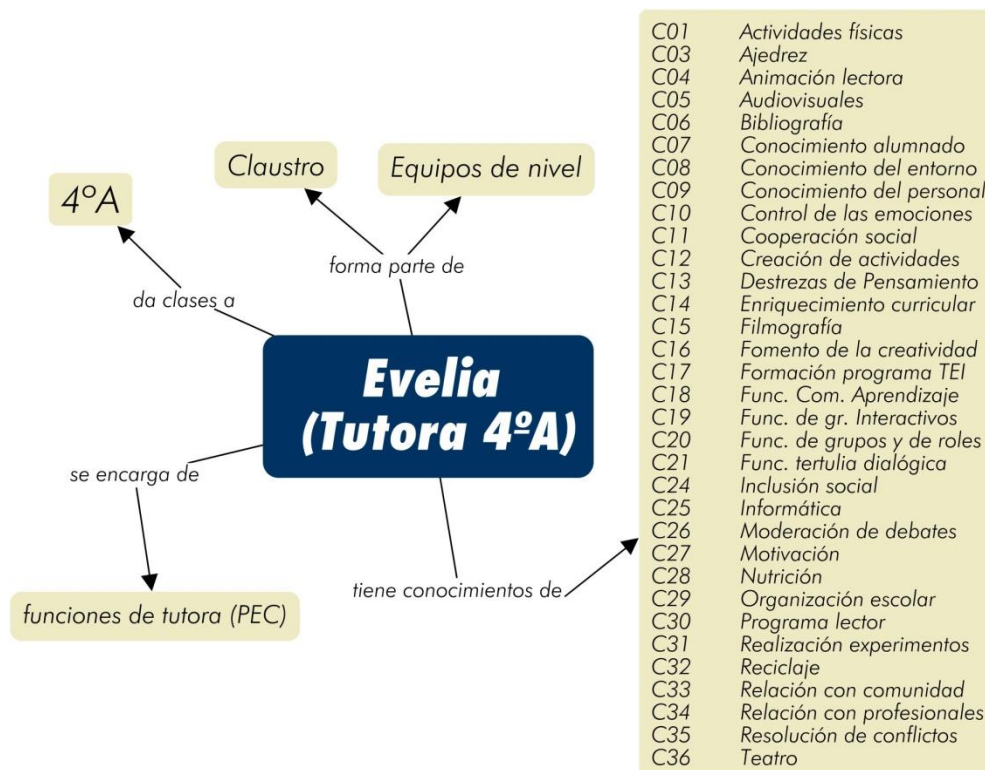 4ºA
Claustro
Equipos de nivel
da clases a
forma parte de
Evelia
(Tutora 4ºA)
se encarga de
tiene conocimientos de
funciones de tutora (PEC)
C01 Actividades físicas
C03 Ajedrez
C04 Animación lectora
C05 Audiovisuales
C06 Bibliografía
C07 Conocimiento alumnado
C08 Conocimiento del entorno
C09 Conocimiento del personal
C10 Control de las emociones
C11 Cooperación social
C12 Creación de actividades
C13 Destrezas de Pensamiento
C14 Enriquecimiento curricular
C15 Filmografía
C16 Fomento de la creatividad
C17 Formación programa TEI
C18 Func. Com. Aprendizaje
C19 Func. de gr. Interactivos
C20 Func. de grupos y de roles
C21 Func. tertulia dialógica
C24 Inclusión social
C25 Informática
C26 Moderación de debates
C27 Motivación
C28 Nutrición
C29 Organización escolar
C30 Programa lector
C31 Realización experimentos
C32 Reciclaje
C33 Relación con comunidad
C34 Relación con profesionales
C35 Resolución de conflictos
C36 Teatro